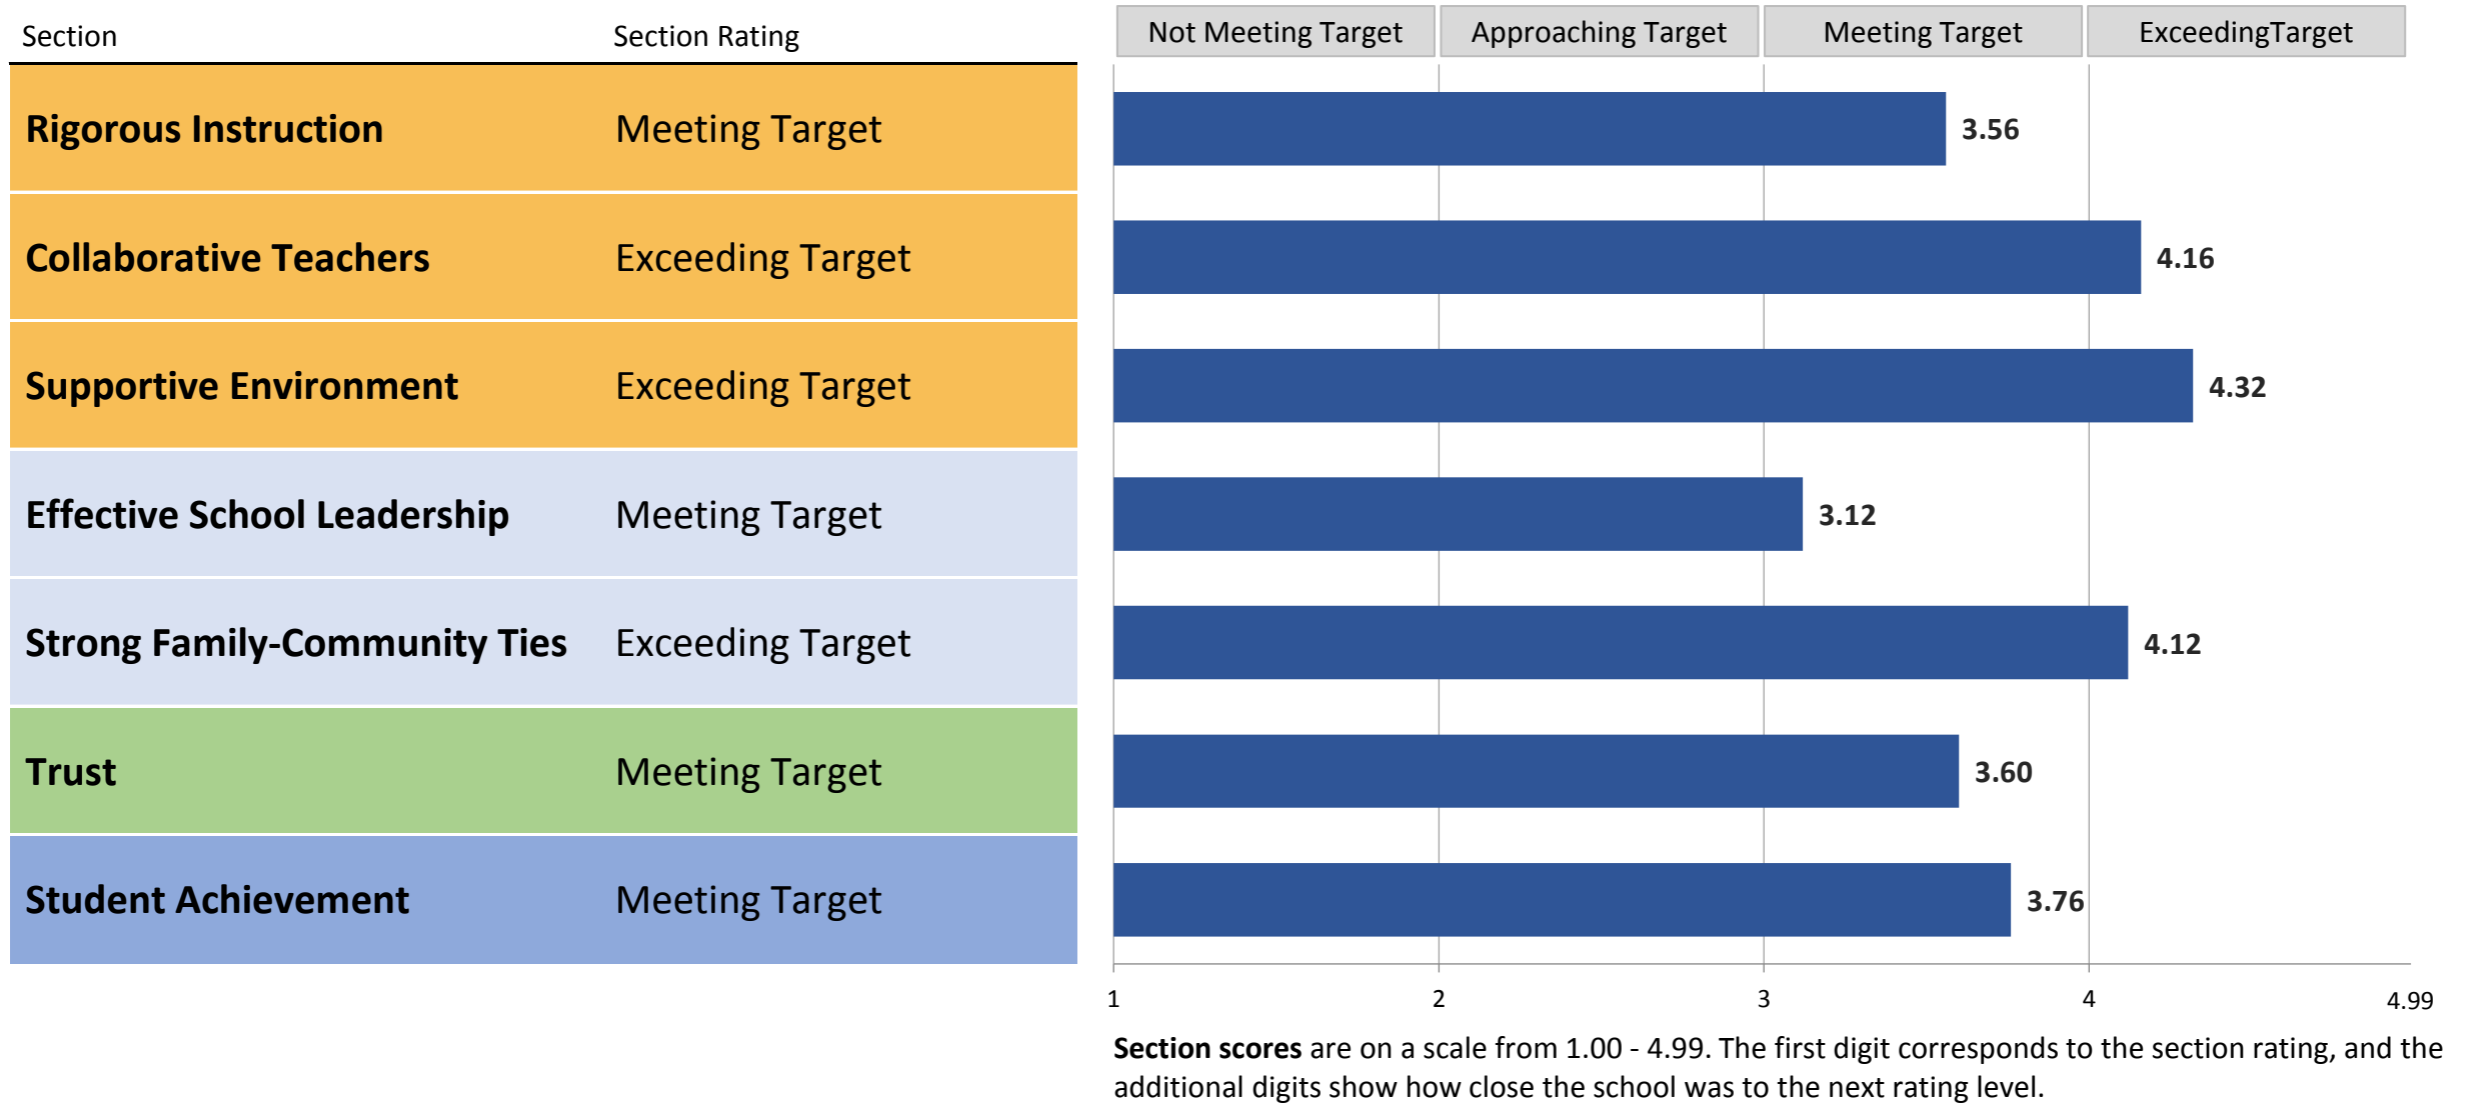 Section Section Rating Not Meeting Target Approaching Target Meeting Target ExceedingTarget
Rigorous Instruction Meeting Target 3.56
Collaborative Teachers Exceeding Target 4.16
Supportive Environment Exceeding Target 4.32
Effective School Leadership Meeting Target 3.12
Strong Family-Community Ties Exceeding Target 4.12
Trust Meeting Target 3.60
Student Achievement Meeting Target 3.76
1 2 3 4 4.99
Section scores are on a scale from 1.00 - 4.99. The first digit corresponds to the section rating, and the
additional digits show how close the school was to the next rating level.